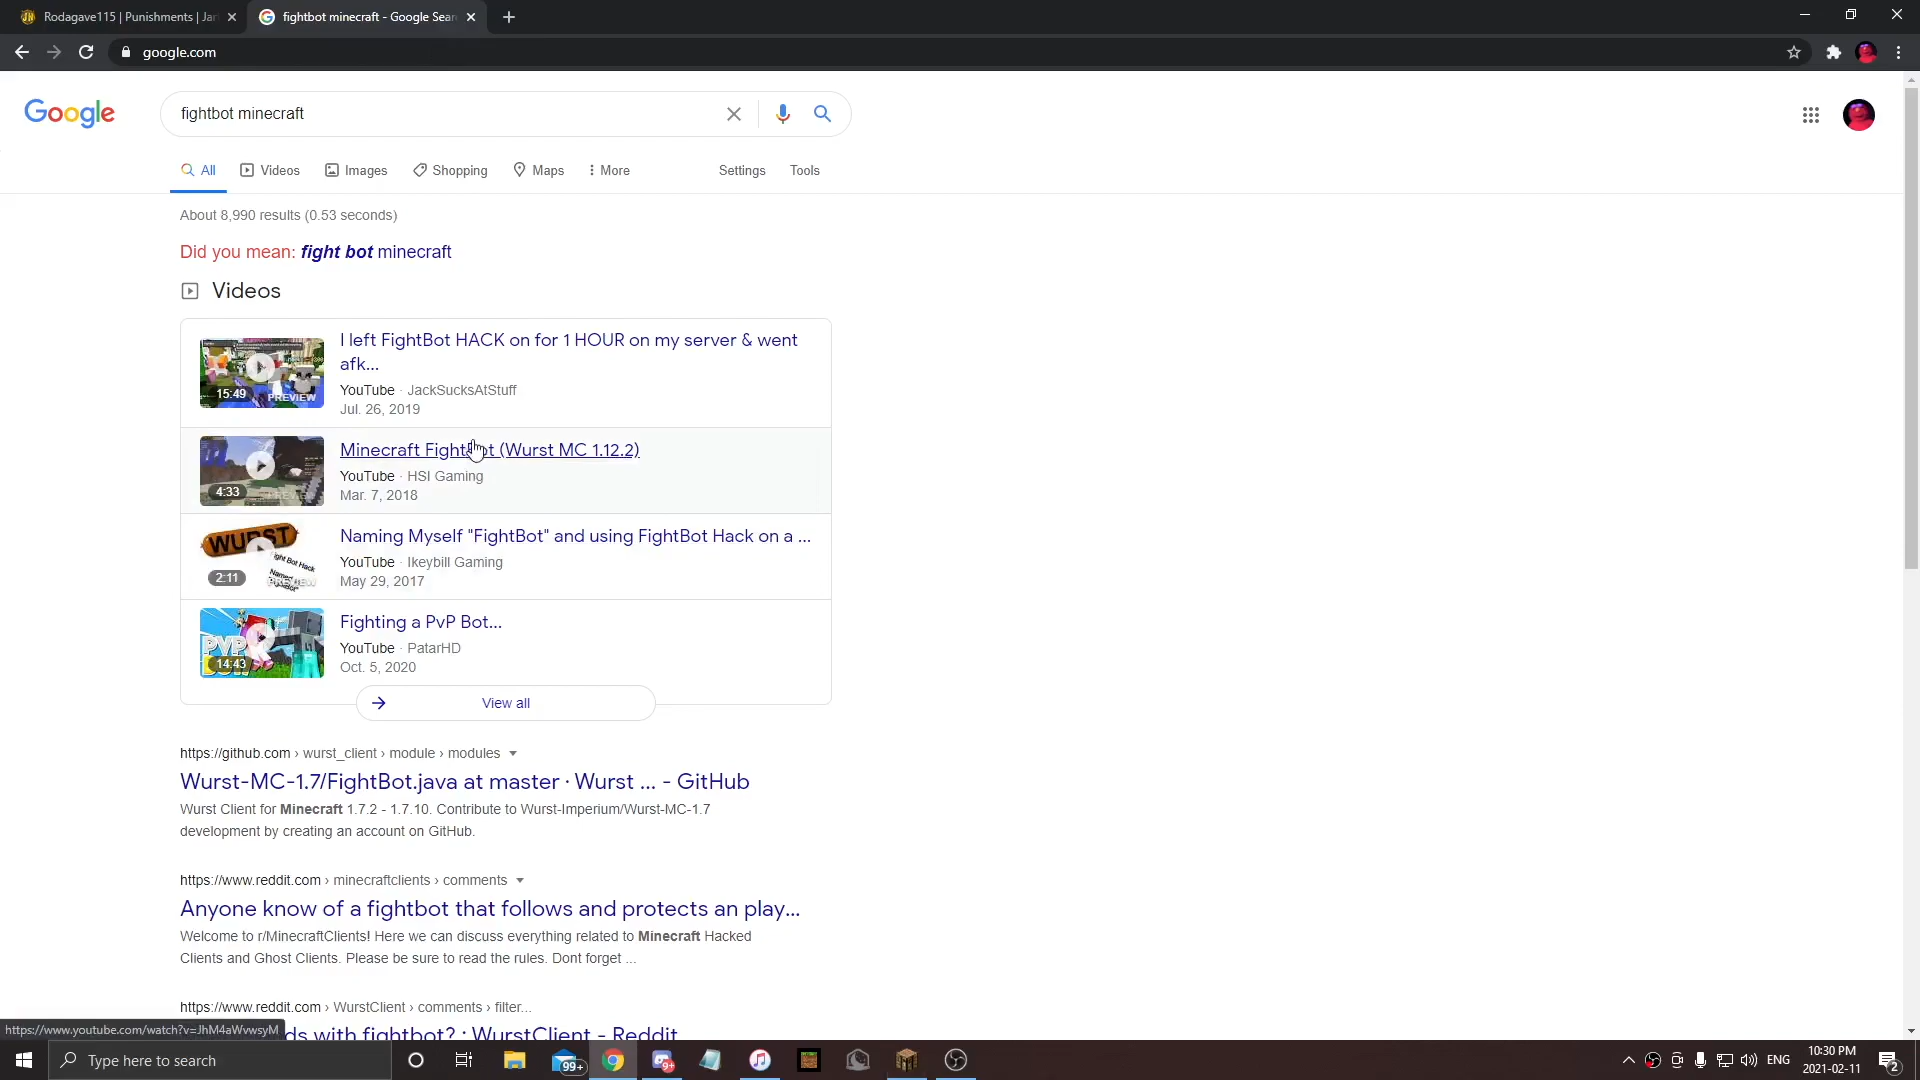 Rodagave115 | Punishments | Jar
fightbot minecraft - Google Sear
google.com
Google
fightbot minecraft
All
Videos
Images
Shopping
Maps
More
Settings
Tools
About 8,990 results (0.53 seconds)
Did you mean: fight bot minecraft
Videos
I left FightBot HACK on for 1 HOUR on my server & went
afk...
YouTube · JackSucksAtStuff
Jul. 26, 2019
15:49
PREVIEW
Minecraft FightBot (Wurst MC 1.12.2)
YouTube · HSI Gaming
Mar. 7, 2018
4:33
PREVIEW
Naming Myself "FightBot" and using FightBot Hack on a ...
YouTube · Ikeybill Gaming
May 29, 2017
WURST
Fight Bot Hack
2:11
PREVIEW
Fighting a PvP Bot...
YouTube · PatarHD
Oct. 5, 2020
PVP
14:43
View all
https://github.com › wurst_client › module › modules
Wurst-MC-1.7/FightBot.java at master · Wurst ... - GitHub
Wurst Client for Minecraft 1.7.2 - 1.7.10. Contribute to Wurst-Imperium/Wurst-MC-1.7
development by creating an account on GitHub.
https://www.reddit.com › minecraftclients › comments
Anyone know of a fightbot that follows and protects an play...
Welcome to r/MinecraftClients! Here we can discuss everything related to Minecraft Hacked
Clients and Ghost Clients. Please be sure to read the rules. Dont forget ...
https://www.reddit.com › WurstClient › comments › filter...
ds with fightbot? : WurstClient - Reddit
https://www.youtube.com/watch?v=JhM4aWvwsyM
Type here to search
99+
9+
ENG
10:30 PM
2021-02-11
2